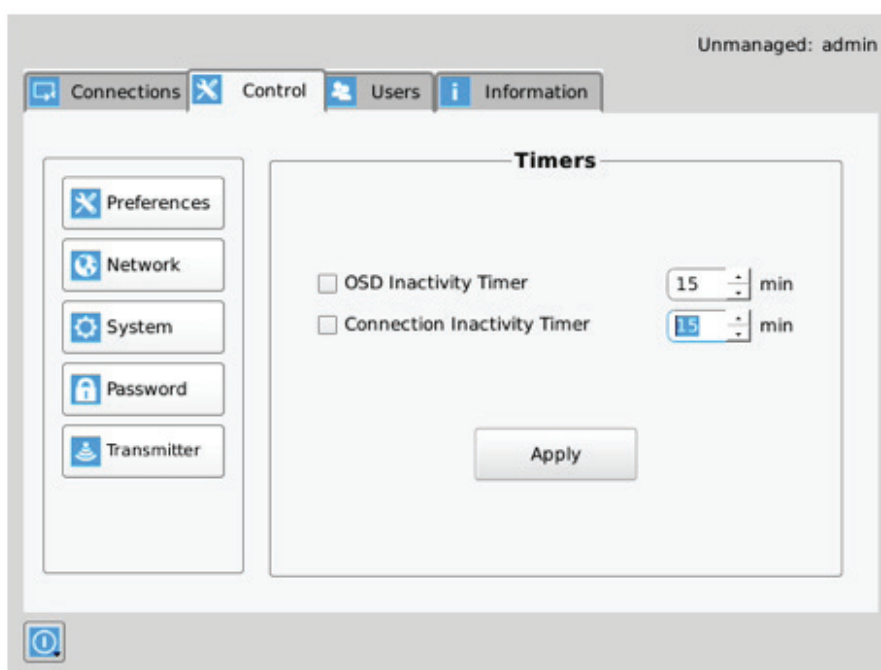 Unmanaged: admin
Connections Control Users i Information
Timers
Preferences
Network
System
Password
Transmitter
OSD Inactivity Timer 15 min
Connection Inactivity Timer 15 min
Apply